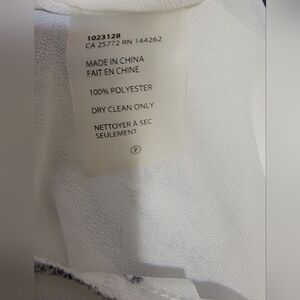 1023128
CA 25772 RN 144262
MADE IN CHINA
FAIT EN CHINE
100% POLYESTER
DRY CLEAN ONLY
NETTOYER À SEC
SEULEMENT
P